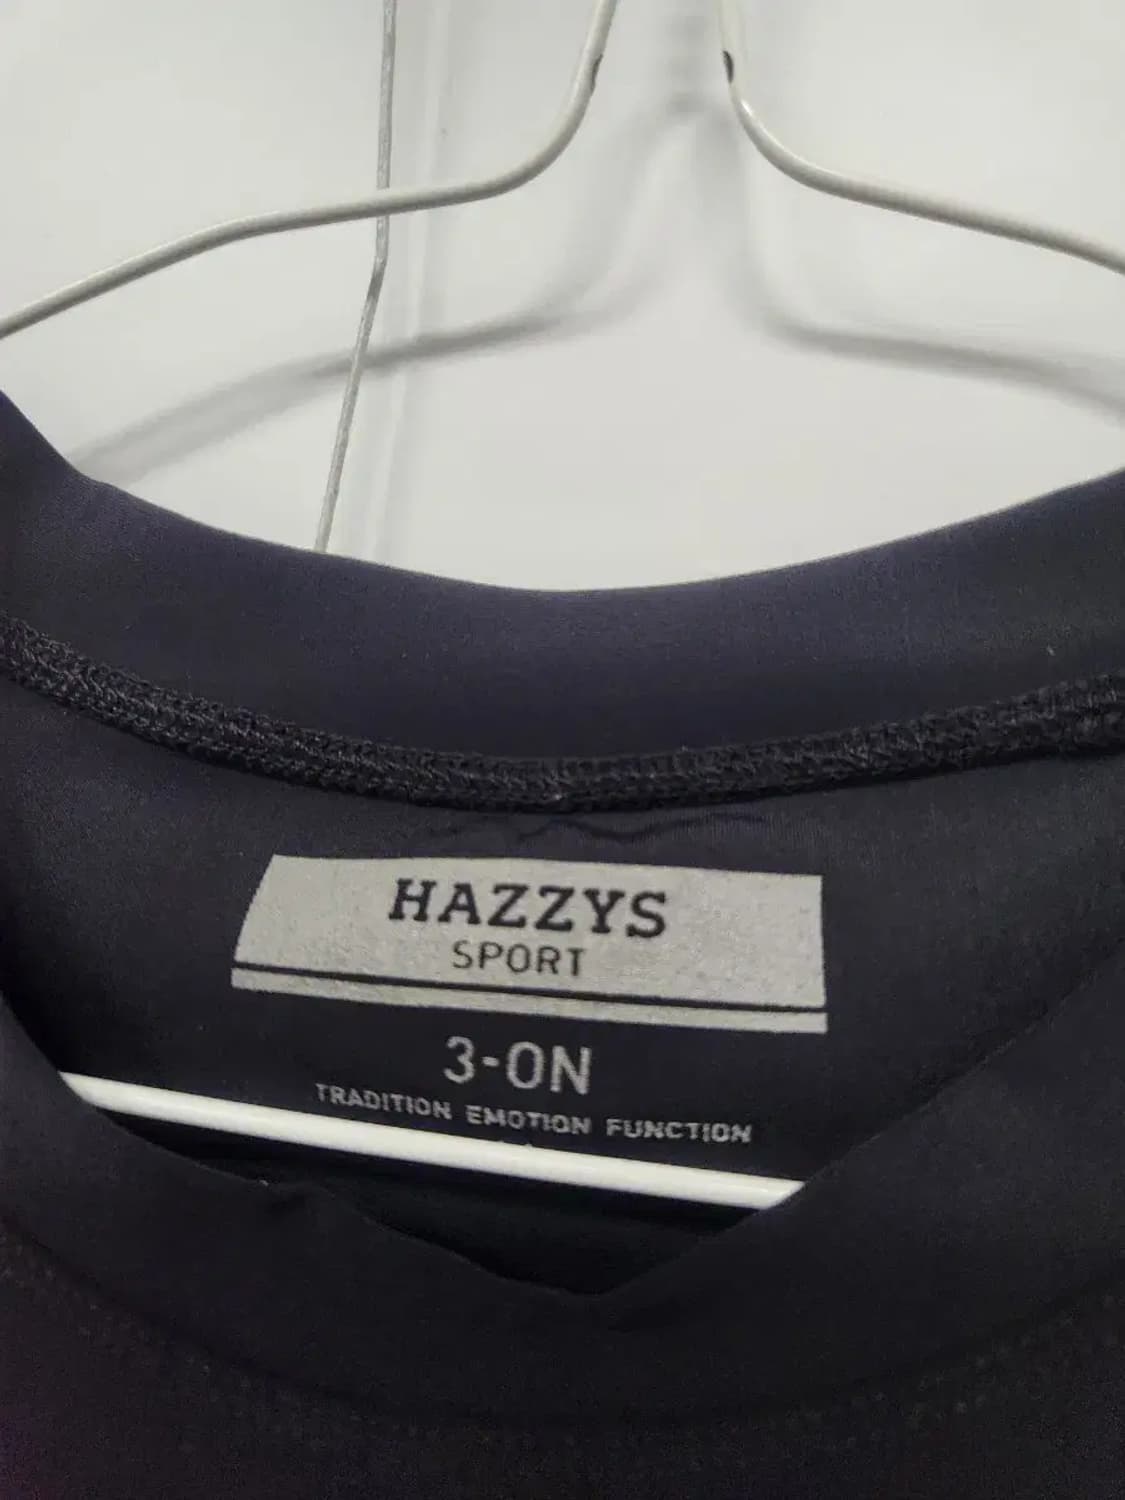 HAZZYS
SPORT
3-ON
TRADITION EMOTION FUNCTION